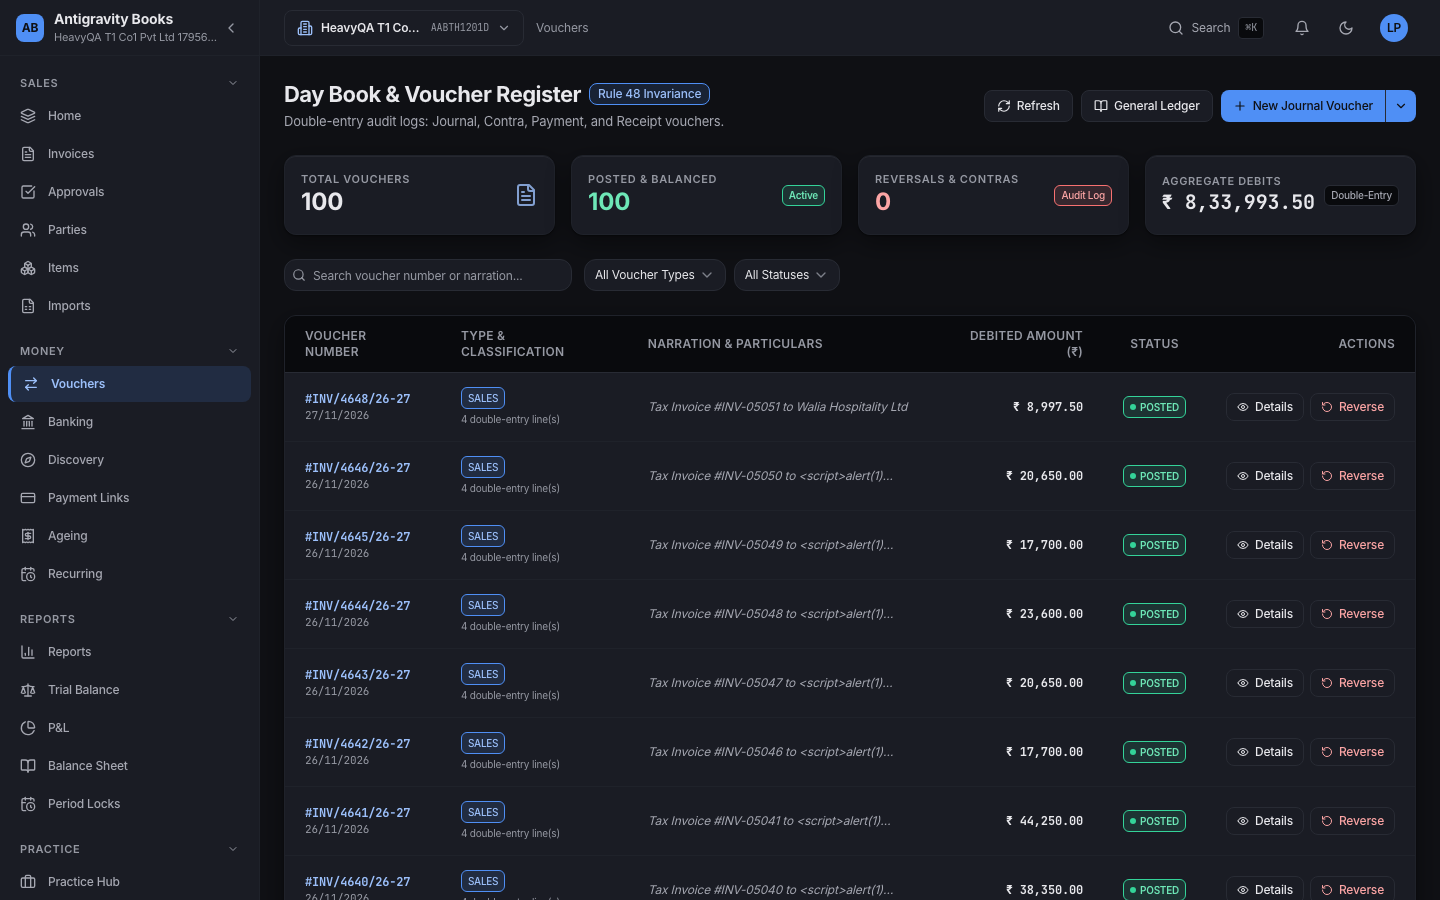 AB
Antigravity Books
HeavyQA T1 Co1 Pvt Ltd 17956...
HeavyQA T1 Co... AABTH1201D
Vouchers
Search ⌘K
LP
SALES
Home
Invoices
Approvals
Parties
Items
Imports
MONEY
Vouchers
Banking
Discovery
Payment Links
Ageing
Recurring
REPORTS
Reports
Trial Balance
P&L
Balance Sheet
Period Locks
PRACTICE
Practice Hub
Day Book & Voucher Register Rule 48 Invariance
Double-entry audit logs: Journal, Contra, Payment, and Receipt vouchers.
Refresh
General Ledger
New Journal Voucher
TOTAL VOUCHERS
100
POSTED & BALANCED
100
Active
REVERSALS & CONTRAS
0
Audit Log
AGGREGATE DEBITS
₹ 8,33,993.50
Double-Entry
Search voucher number or narration...
All Voucher Types
All Statuses
VOUCHER NUMBER
TYPE & CLASSIFICATION
NARRATION & PARTICULARS
DEBITED AMOUNT (₹)
STATUS
ACTIONS
#INV/4648/26-27 SALES Tax Invoice #INV-05051 to Walia Hospitality Ltd ₹ 8,997.50 POSTED Details Reverse
27/11/2026 4 double-entry line(s)
#INV/4646/26-27 SALES Tax Invoice #INV-05050 to <script>alert(1)... ₹ 20,650.00 POSTED Details Reverse
26/11/2026 4 double-entry line(s)
#INV/4645/26-27 SALES Tax Invoice #INV-05049 to <script>alert(1)... ₹ 17,700.00 POSTED Details Reverse
26/11/2026 4 double-entry line(s)
#INV/4644/26-27 SALES Tax Invoice #INV-05048 to <script>alert(1)... ₹ 23,600.00 POSTED Details Reverse
26/11/2026 4 double-entry line(s)
#INV/4643/26-27 SALES Tax Invoice #INV-05047 to <script>alert(1)... ₹ 20,650.00 POSTED Details Reverse
26/11/2026 4 double-entry line(s)
#INV/4642/26-27 SALES Tax Invoice #INV-05046 to <script>alert(1)... ₹ 17,700.00 POSTED Details Reverse
26/11/2026 4 double-entry line(s)
#INV/4641/26-27 SALES Tax Invoice #INV-05041 to <script>alert(1)... ₹ 44,250.00 POSTED Details Reverse
26/11/2026 4 double-entry line(s)
#INV/4640/26-27 SALES Tax Invoice #INV-05040 to <script>alert(1)... ₹ 38,350.00 POSTED Details Reverse